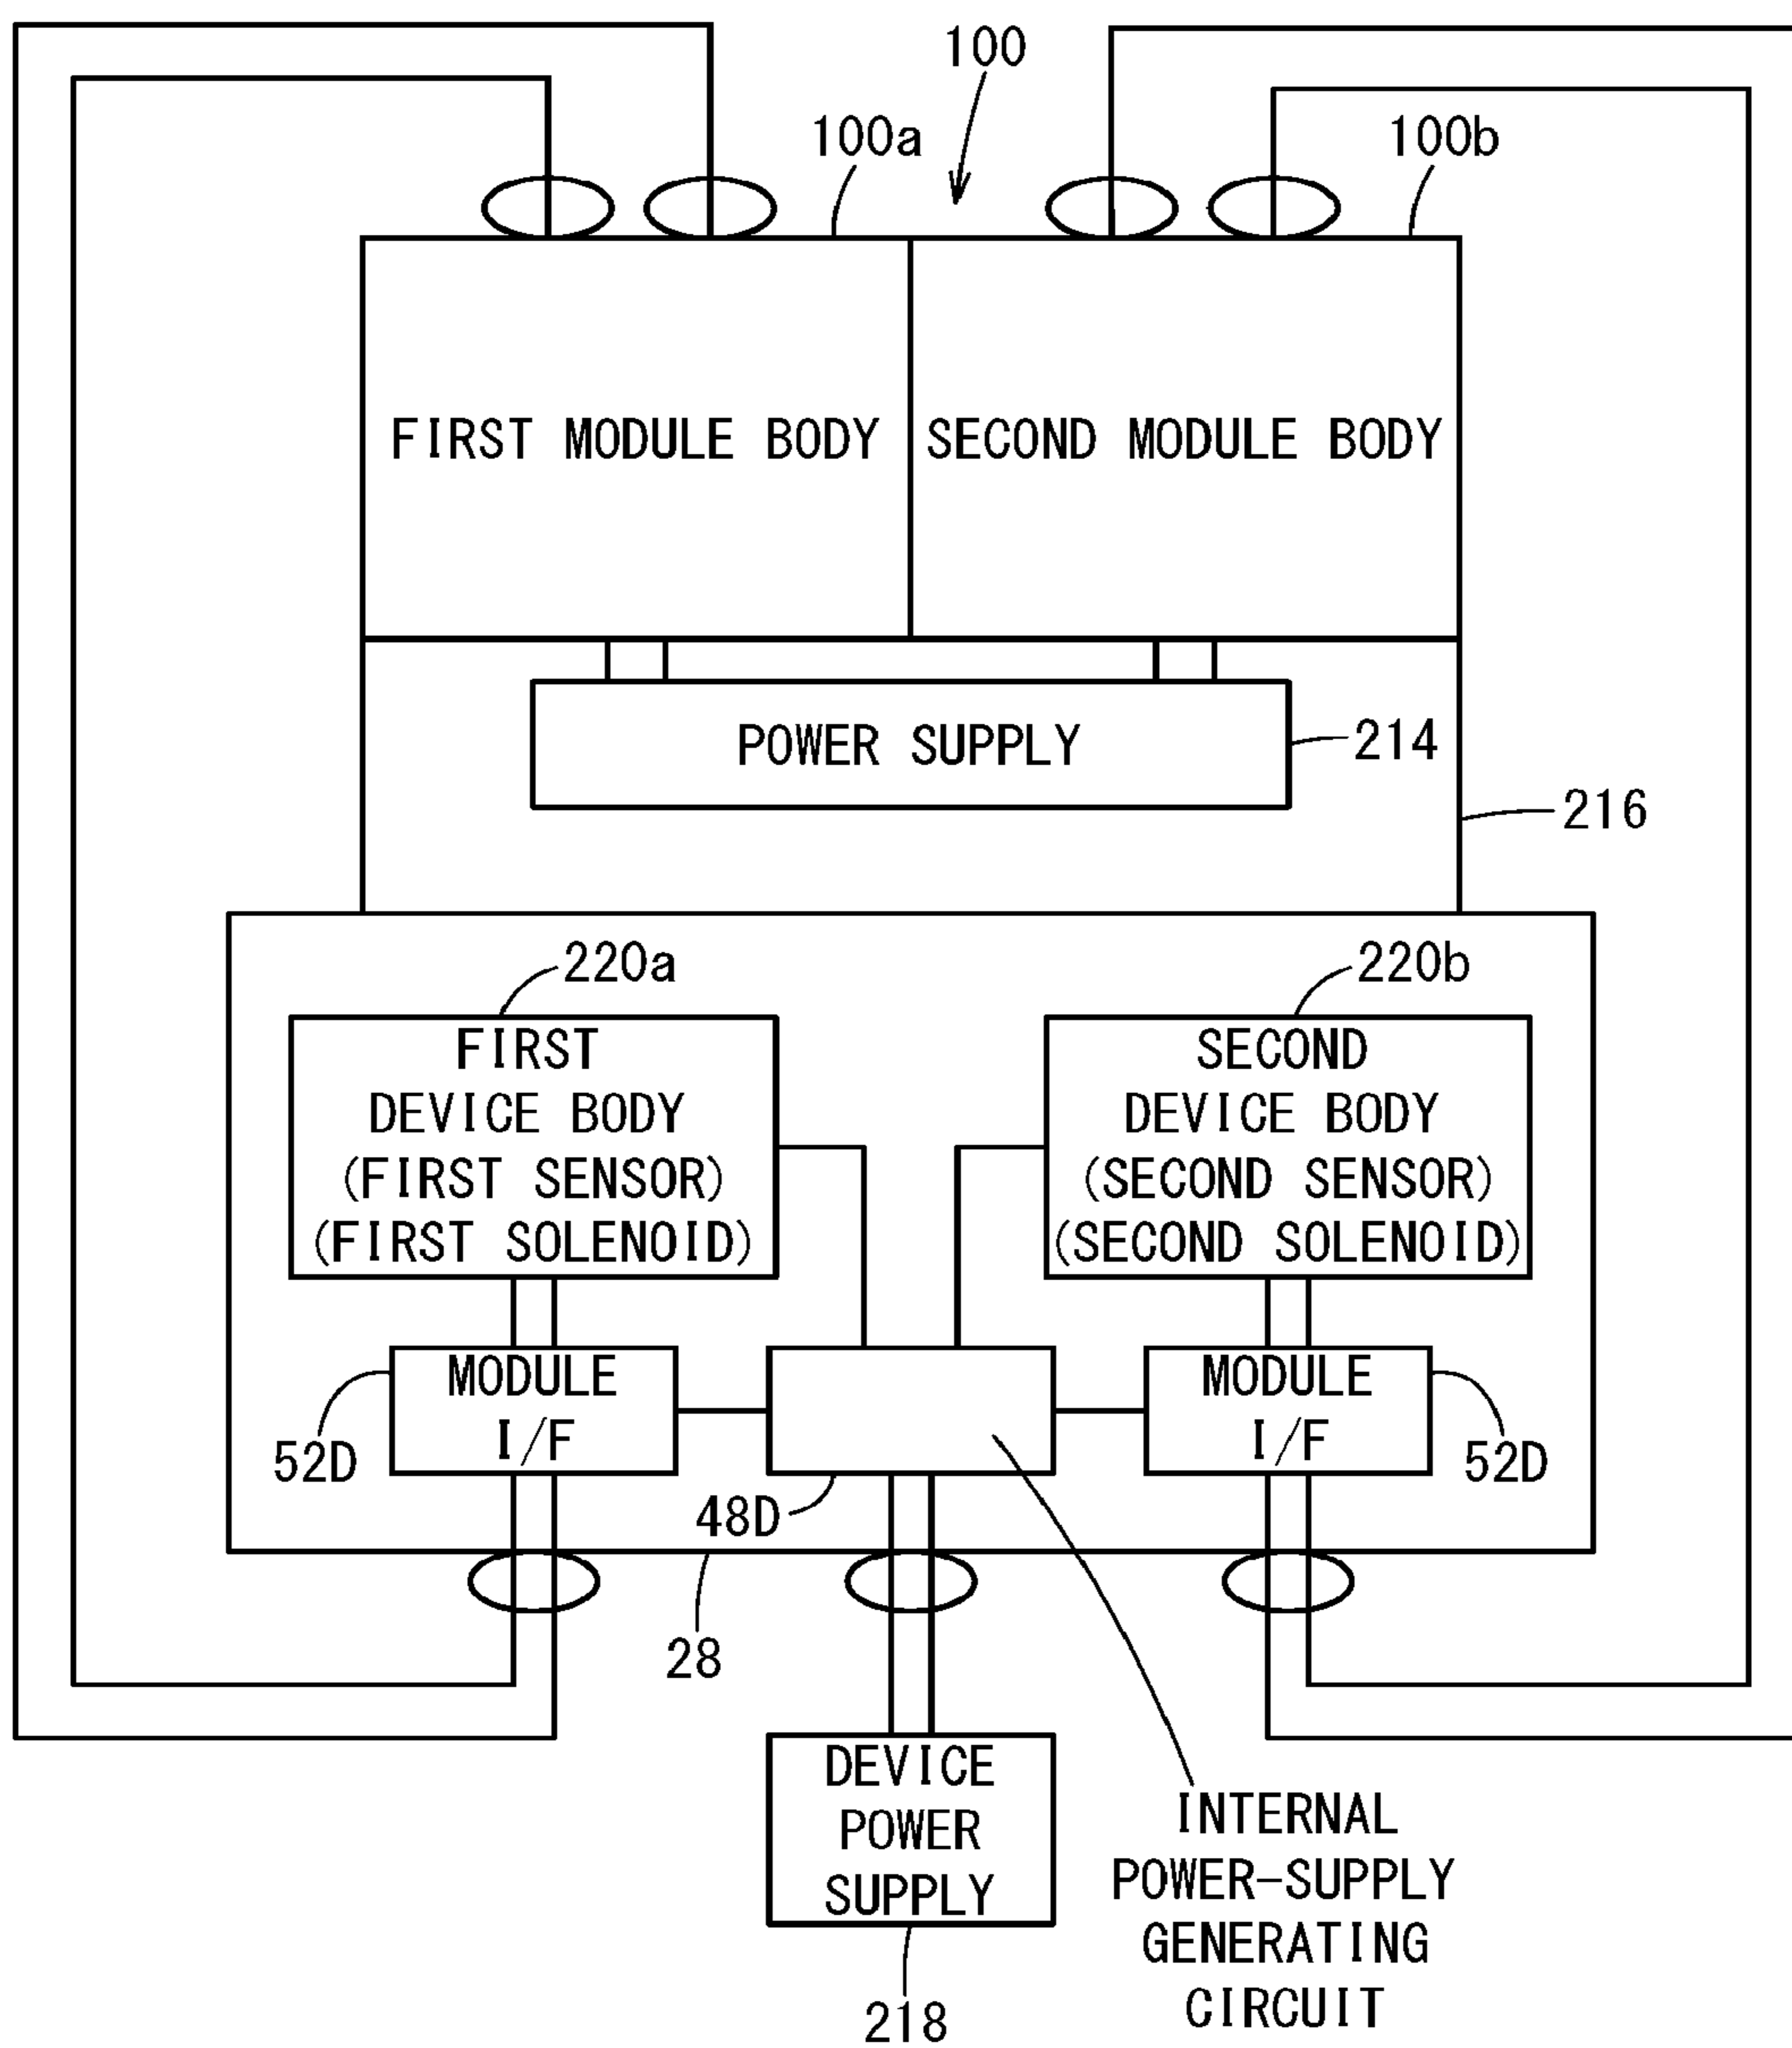 100
100a
100b
FIRST MODULE BODY
SECOND MODULE BODY
POWER SUPPLY
214
216
220a
220b
FIRST
DEVICE BODY
(FIRST SENSOR)
(FIRST SOLENOID)
SECOND
DEVICE BODY
(SECOND SENSOR)
(SECOND SOLENOID)
MODULE
I/F
MODULE
I/F
52D
52D
48D
28
DEVICE
POWER
SUPPLY
INTERNAL
POWER-SUPPLY
GENERATING
CIRCUIT
218